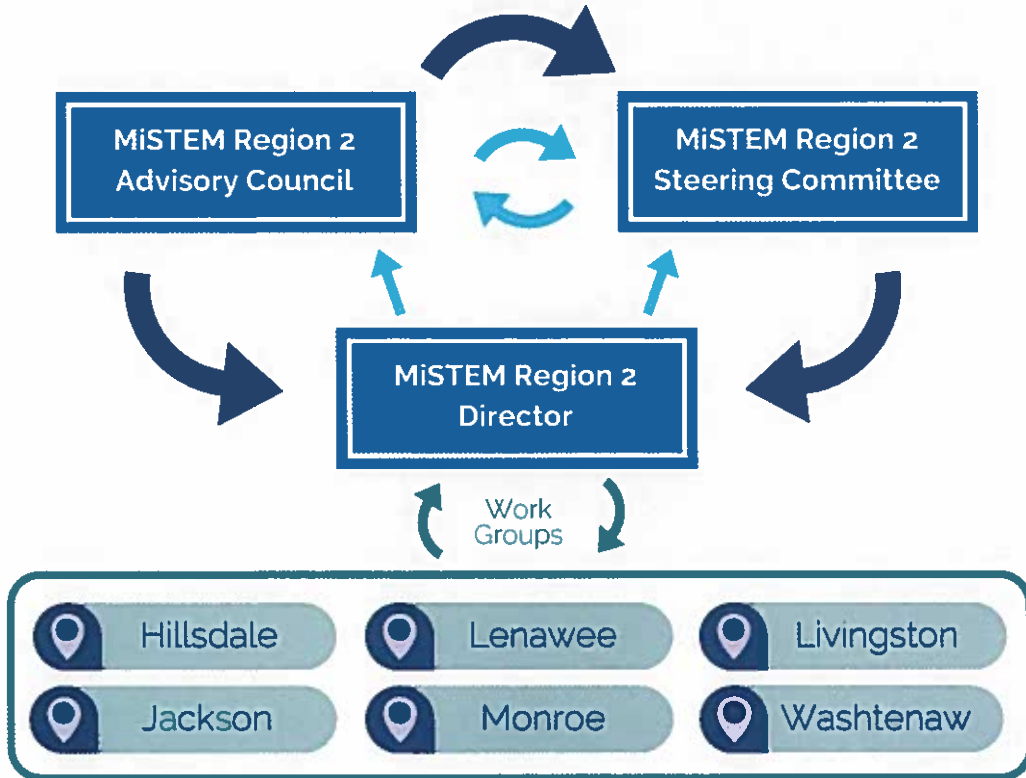 MiSTEM Region 2
Advisory Council
MiSTEM Region 2
Steering Committee
MiSTEM Region 2
Director
Work
Groups
Hillsdale
Lenawee
Livingston
Jackson
Monroe
Washtenaw